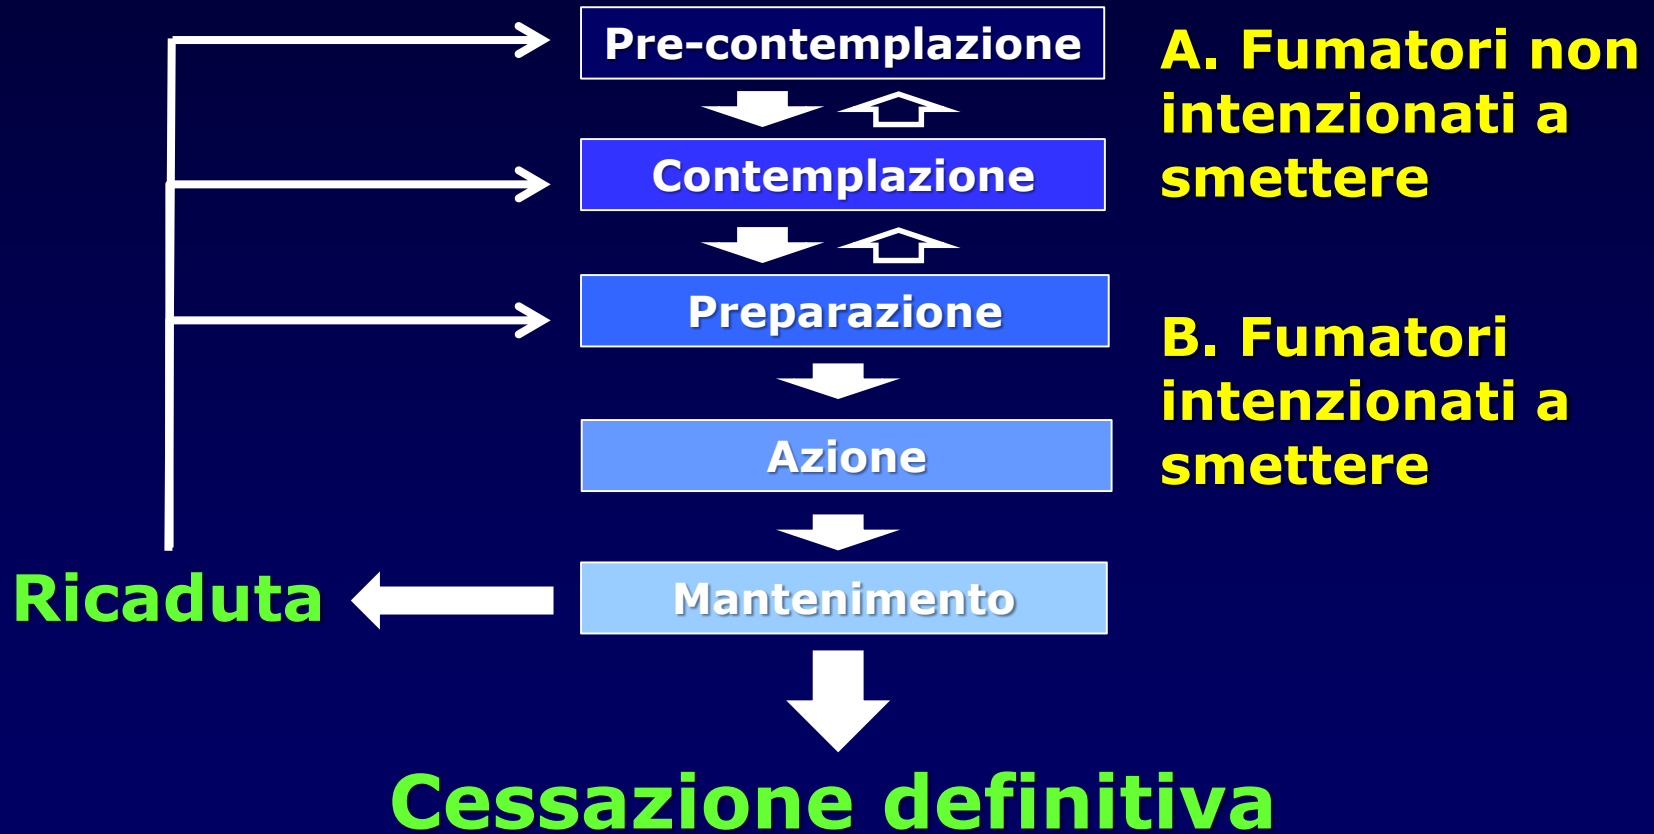 Pre-contemplazione
A. Fumatori non
intenzionati a
smettere
Contemplazione
Preparazione
B. Fumatori
intenzionati a
smettere
Azione
Mantenimento
Ricaduta
Cessazione definitiva